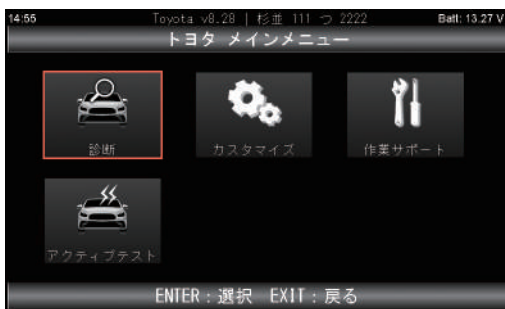 14:55 Toyota v8.28 | 杉並 111 つ 2222 Batt: 13.27 V
トヨタ メインメニュー
診断 カスタマイズ 作業サポート
アクティブテスト
ENTER：選択 EXIT：戻る